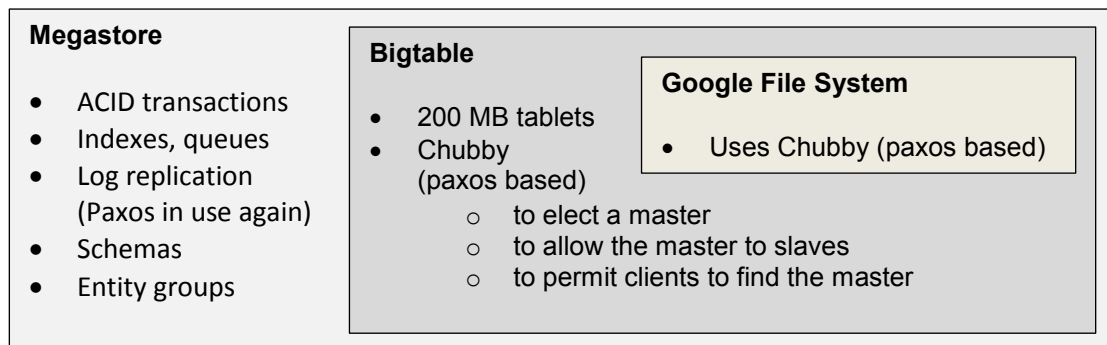 Megastore
• ACID transactions
• Indexes, queues
• Log replication
(Paxos in use again)
• Schemas
• Entity groups
Bigtable
• 200 MB tablets
• Chubby
(paxos based)
o to elect a master
o to allow the master to slaves
o to permit clients to find the master
Google File System
• Uses Chubby (paxos based)